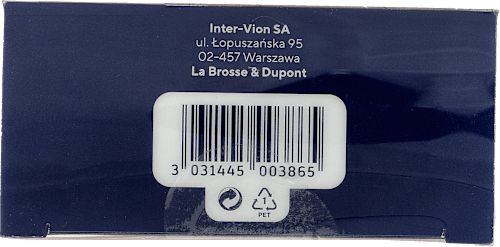 Inter-Vion SA
ul. Łopuszańska 95
02-457 Warszawa
La Brosse & Dupont
3 031445 003865
1
PET